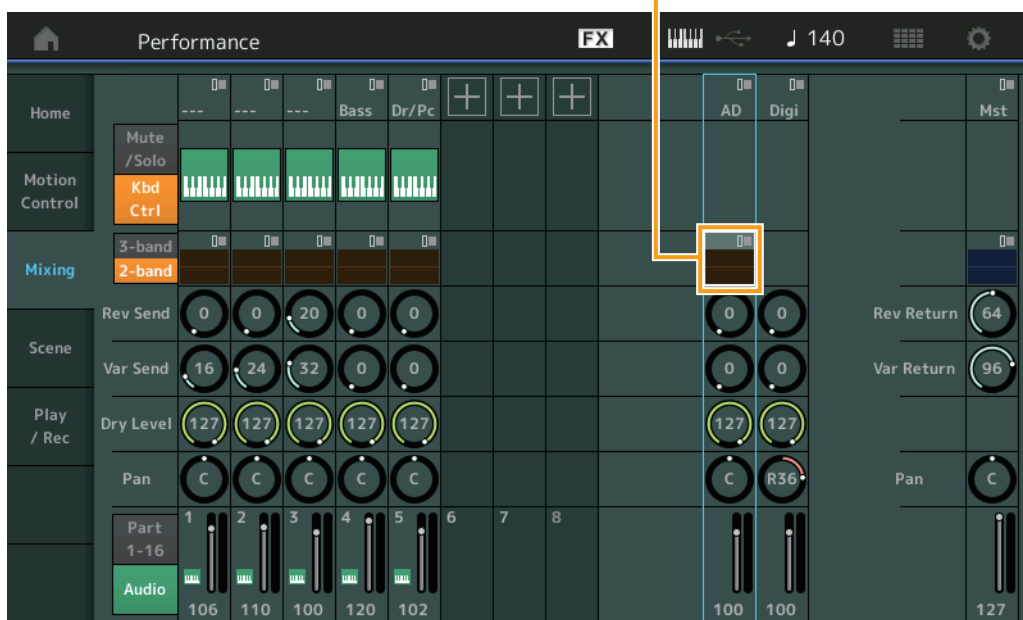 Performance FX 140
Home
--- --- --- Bass Dr/Pc AD Digi Mst
Mute
/Solo
Motion
Control
Kbd
Ctrl
3-band
2-band
Mixing
Rev Send 0 0 20 0 0 0 0 Rev Return 64
Scene
Var Send 16 24 32 0 0 0 0 Var Return 96
Play
/ Rec
Dry Level 127 127 127 127 127 127 127
Pan C C C C C C R36 Pan C
1 2 3 4 5 6 7 8
Part
1-16
Audio
106 110 100 120 102 100 100 127